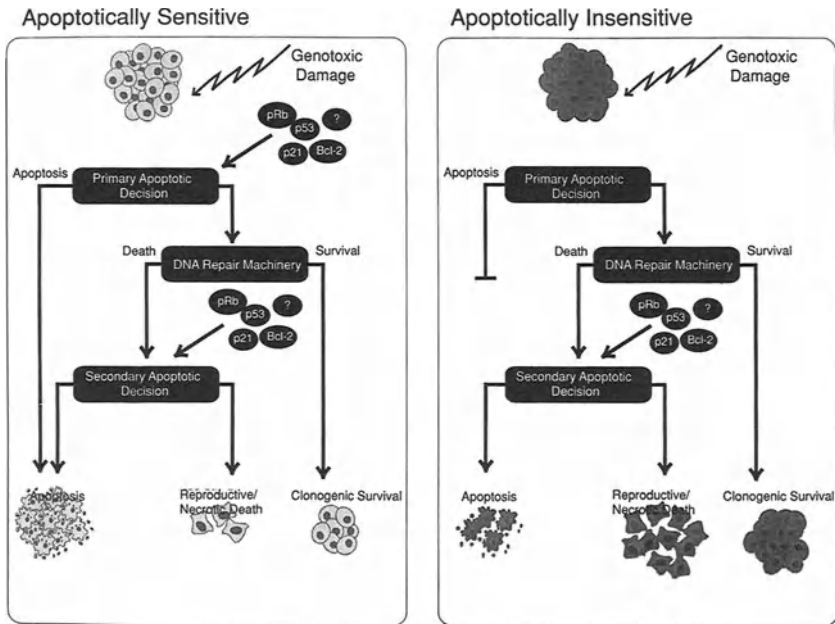 Apoptotically Sensitive
Genotoxic
Damage
pRb
p53
?
p21
Bcl-2
Apoptosis
Primary Apoptotic
Decision
Death
Survival
DNA Repair Machinery
pRb
p53
?
p21
Bcl-2
Secondary Apoptotic
Decision
Apoptosis
Reproductive/
Necrotic Death
Clonogenic Survival
Apoptotically Insensitive
Genotoxic
Damage
Apoptosis
Primary Apoptotic
Decision
Death
Survival
DNA Repair Machinery
pRb
p53
?
p21
Bcl-2
Secondary Apoptotic
Decision
Apoptosis
Reproductive/
Necrotic Death
Clonogenic Survival